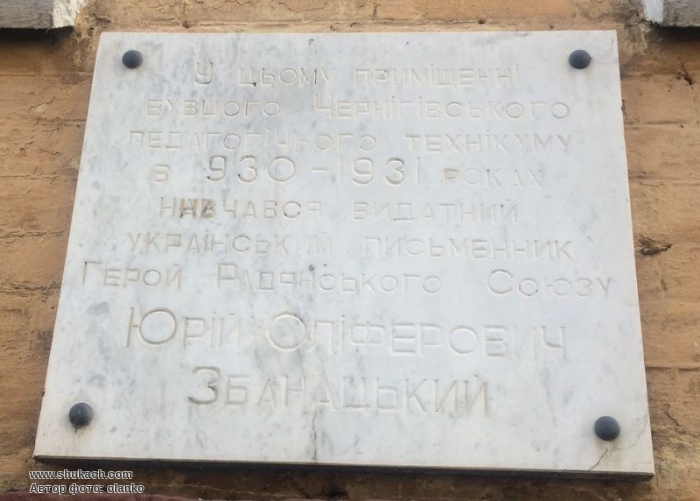 У цьому приміщенні
бувшого Чернігівського
педагогічного технікуму
в 1930-1931 роках
навчався видатний
український письменник
Герой Радянського Союзу
Юрій Оліферович
Збанацький
www.shukach.com
Автор фото: olanko